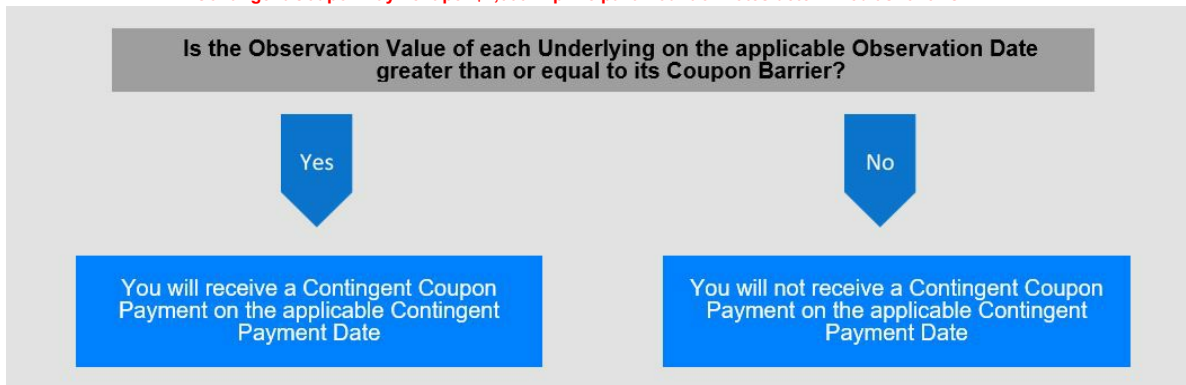 Is the Observation Value of each Underlying on the applicable Observation Date
greater than or equal to its Coupon Barrier?
Yes
No
You will receive a Contingent Coupon
Payment on the applicable Contingent
Payment Date
You will not receive a Contingent Coupon
Payment on the applicable Contingent
Payment Date